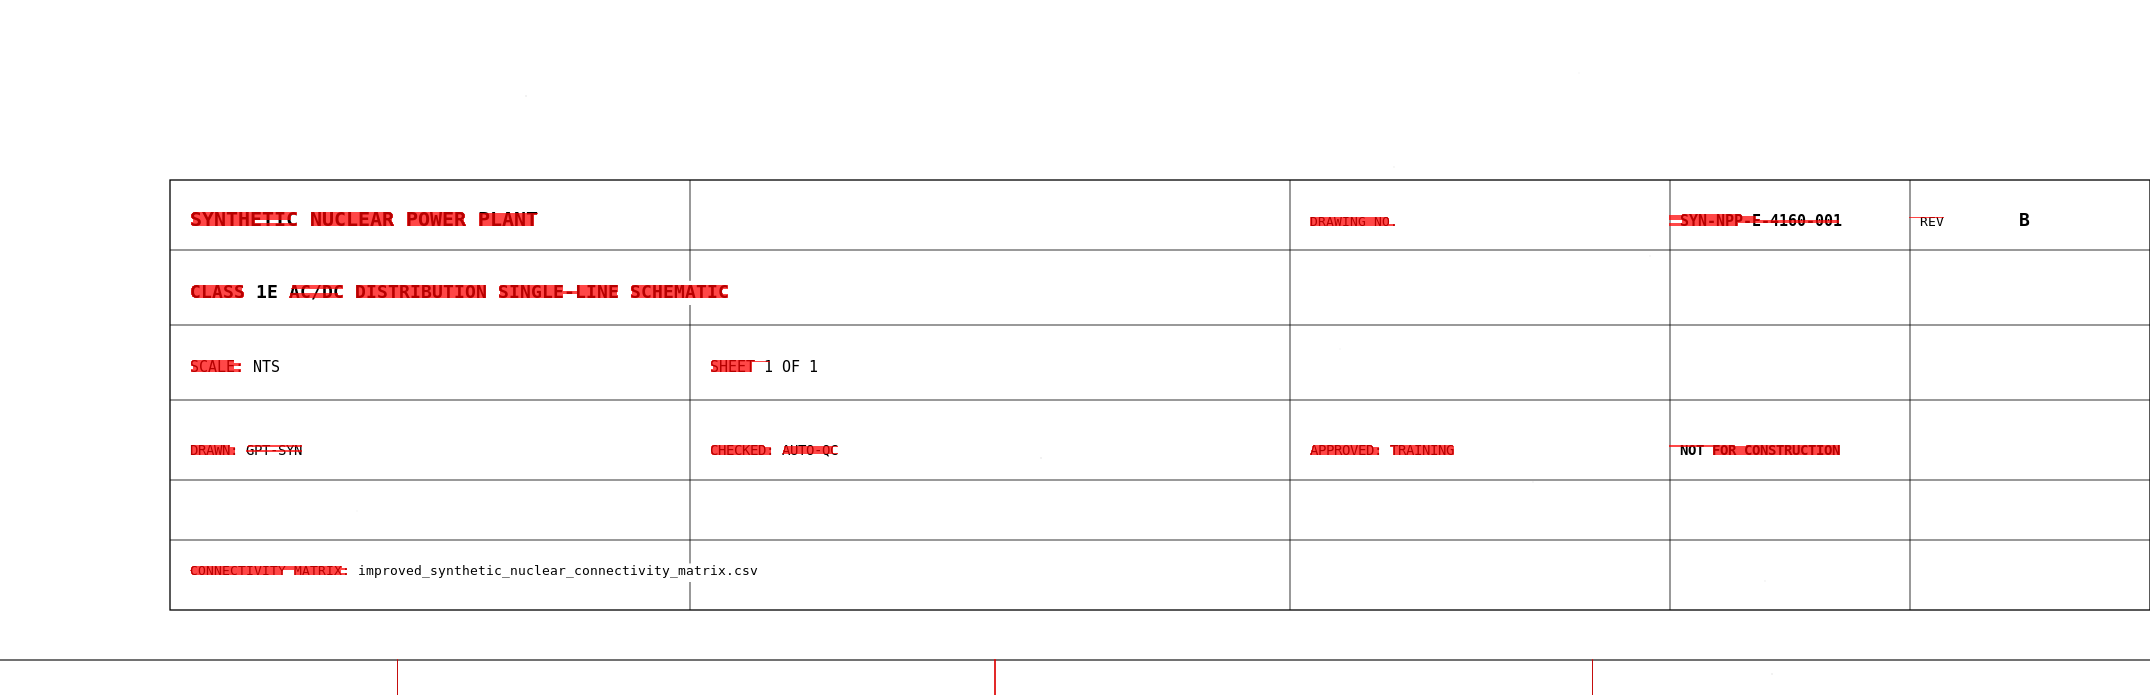 SYNTHETIC NUCLEAR POWER PLANT
DRAWING NO.
SYN-NPP-E-4160-001
REV
B
CLASS 1E AC/DC DISTRIBUTION SINGLE-LINE SCHEMATIC
SCALE: NTS
SHEET 1 OF 1
DRAWN: GPT-SYN
CHECKED: AUTO-QC
APPROVED: TRAINING
NOT FOR CONSTRUCTION
CONNECTIVITY MATRIX: improved_synthetic_nuclear_connectivity_matrix.csv